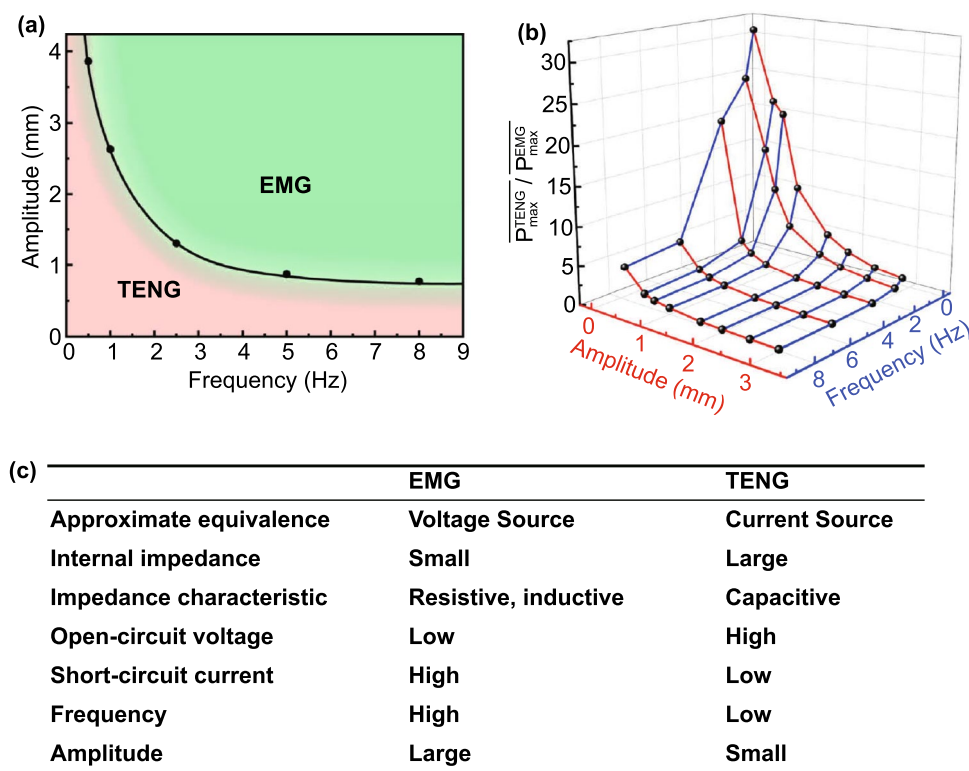 (a)
4
3
2
1
0
Amplitude (mm)
EMG
TENG
0 1 2 3 4 5 6 7 8 9
Frequency (Hz)
(b)
30
25
20
15
10
5
0
P TENG max / P EMG max
0 1 2 3
Amplitude (mm)
8 6 4 2 0
Frequency (Hz)
(c)
EMG TENG
Approximate equivalence Voltage Source Current Source
Internal impedance Small Large
Impedance characteristic Resistive, inductive Capacitive
Open-circuit voltage Low High
Short-circuit current High Low
Frequency High Low
Amplitude Large Small